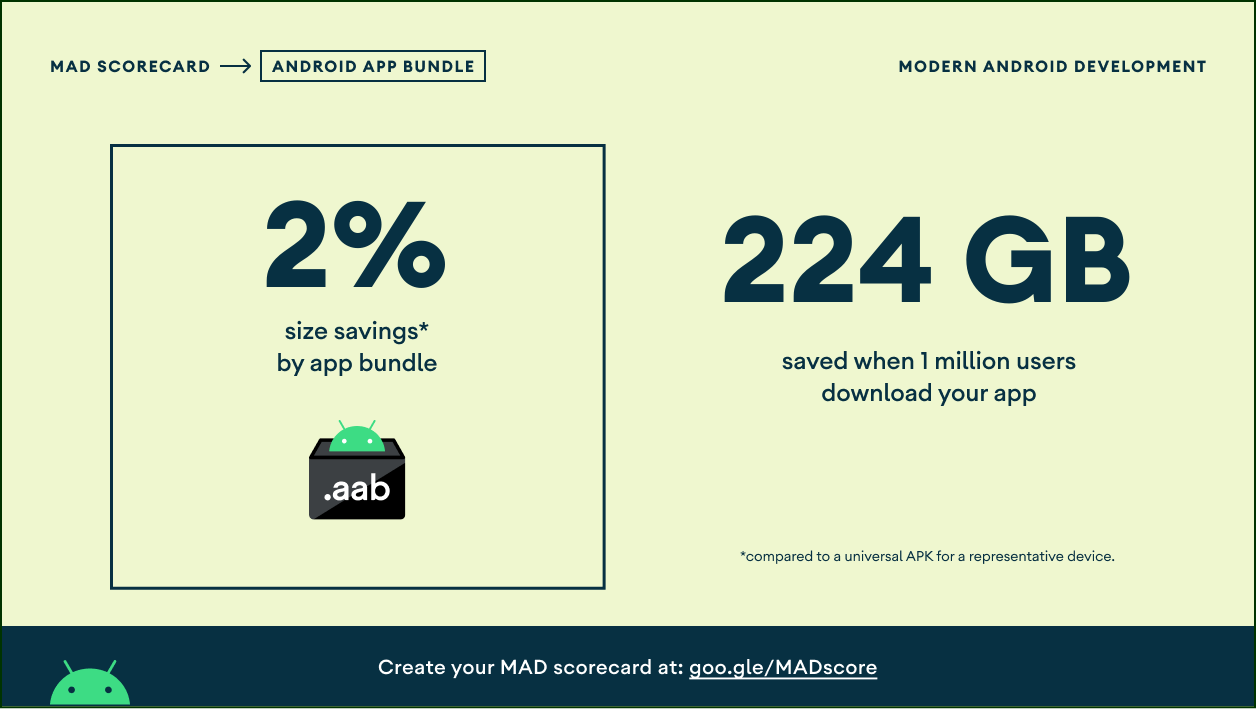 MAD SCORECARD → ANDROID APP BUNDLE
MODERN ANDROID DEVELOPMENT
2%
size savings*
by app bundle
.aab
224 GB
saved when 1 million users
download your app
*compared to a universal APK for a representative device.
Create your MAD scorecard at: goo.gle/MADscore